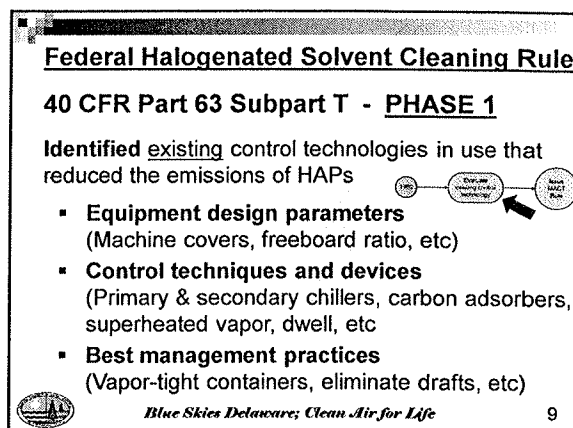 Federal Halogenated Solvent Cleaning Rule
40 CFR Part 63 Subpart T - PHASE 1
Identified existing control technologies in use that
reduced the emissions of HAPs
▪ Equipment design parameters
(Machine covers, freeboard ratio, etc)
▪ Control techniques and devices
(Primary & secondary chillers, carbon adsorbers,
superheated vapor, dwell, etc
▪ Best management practices
(Vapor-tight containers, eliminate drafts, etc)
Blue Skies Delaware; Clean Air for Life
9